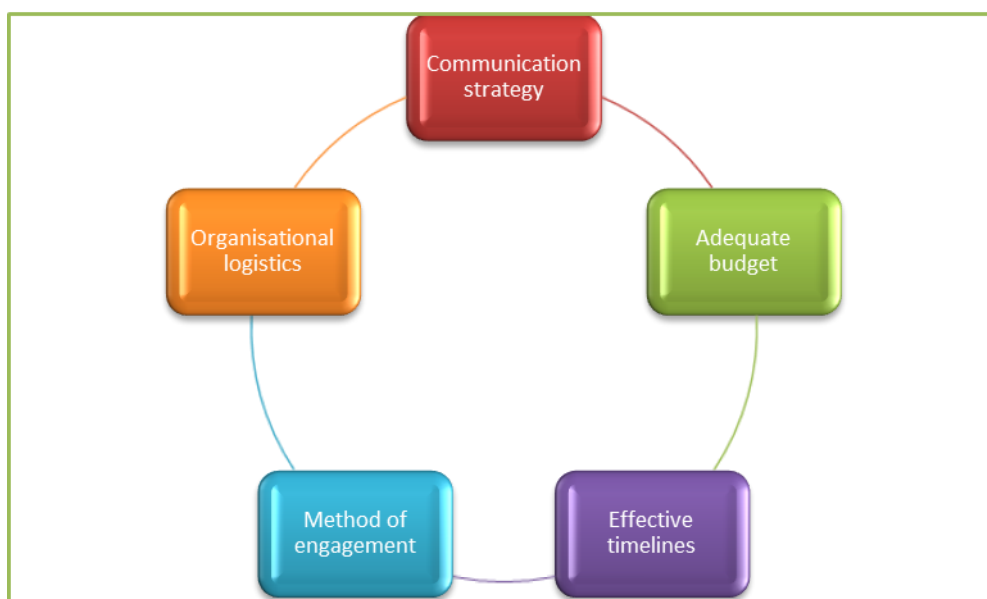 Communication
strategy
Adequate
budget
Effective
timelines
Method of
engagement
Organisational
logistics